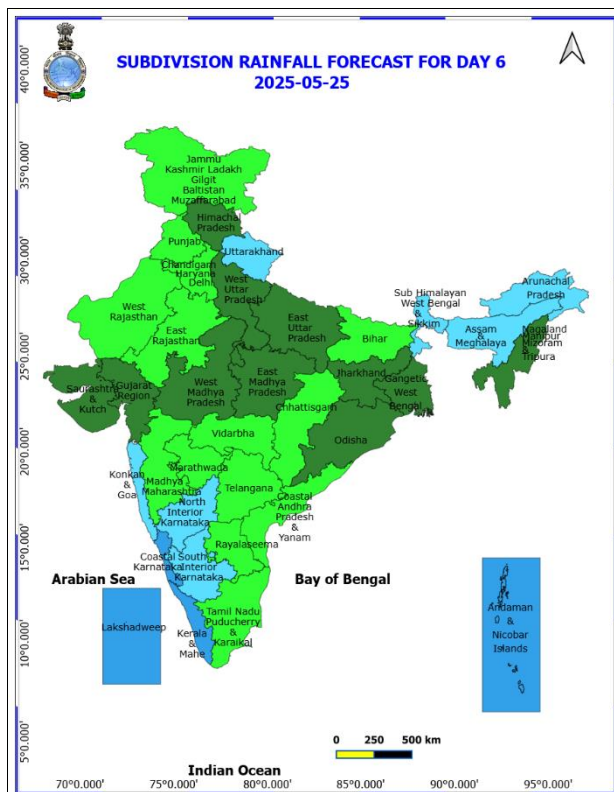 SUBDIVISION RAINFALL FORECAST FOR DAY 6
2025-05-25
40°0.000'
35°0.000'
30°0.000'
25°0.000'
20°0.000'
15°0.000'
10°0.000'
5°0.000'
Jammu
Kashmir Ladakh
Gilgit
Baltistan
Muzaffarabad
Himachal
Pradesh
Punjab
Uttarakhand
Chandigarh
Haryana
Delhi
West
Uttar
Pradesh
Arunachal
Pradesh
Sub Himalayan
West Bengal
&
Sikkim
West
Rajasthan
East
Rajasthan
East
Uttar
Pradesh
Bihar
Assam
&
Meghalaya
Nagaland
Manipur
Mizoram &
Tripura
Saurashtra
&
Kutch
Gujarat
Region
West
Madhya
Pradesh
East
Madhya
Pradesh
Jharkhand
Gangetic
West
Bengal
Chhattisgarh
Odisha
Vidarbha
Konkan
&
Goa
Madhya
Maharashtra
Marathwada
Telangana
North
Interior
Karnataka
Coastal
Andhra
Pradesh
&
Yanam
Rayalaseema
Coastal
Karnataka
South
Interior
Karnataka
Arabian Sea
Bay of Bengal
Lakshadweep
Kerala
&
Mahe
Tamil Nadu
Puducherry
&
Karaikal
Andaman
&
Nicobar
Islands
0 250 500 km
Indian Ocean
70°0.000' 75°0.000' 80°0.000' 85°0.000' 90°0.000' 95°0.000'